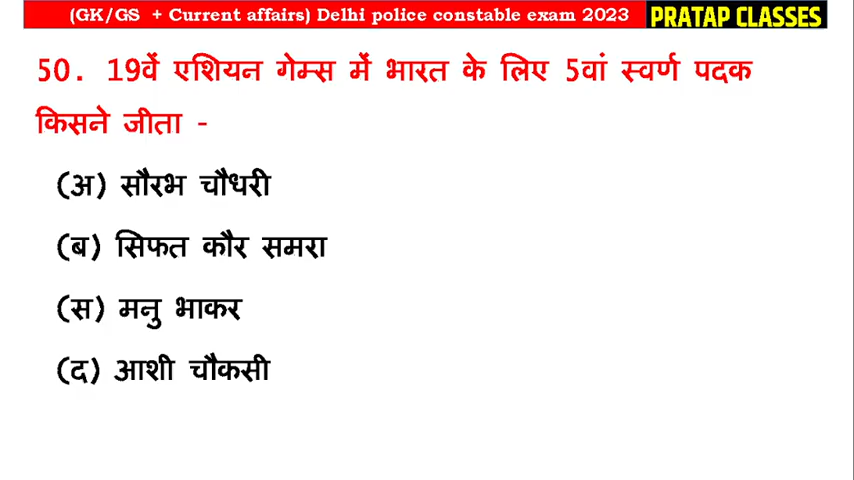 (GK/GS + Current affairs) Delhi police constable exam 2023
PRATAP CLASSES
50. 19वें एशियन गेम्स में भारत के लिए 5वां स्वर्ण पदक
किसने जीता -
(अ) सौरभ चौधरी
(ब) सिफत कौर समरा
(स) मनु भाकर
(द) आशी चौकसी